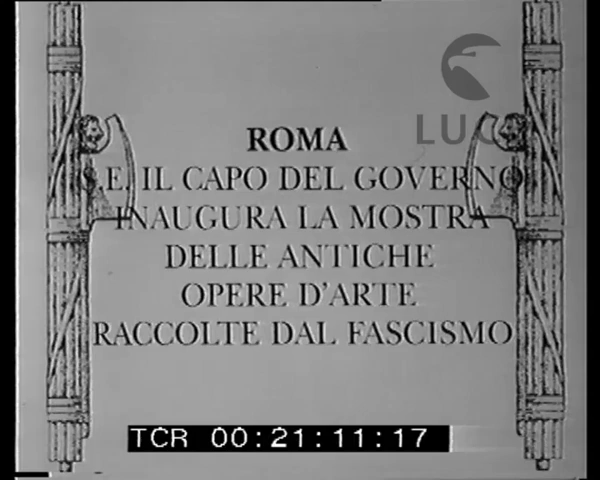 LUC
ROMA
S.E. IL CAPO DEL GOVERNO
INAUGURA LA MOSTRA
DELLE ANTICHE
OPERE D'ARTE
RACCOLTE DAL FASCISMO
TCR 00:21:11:17